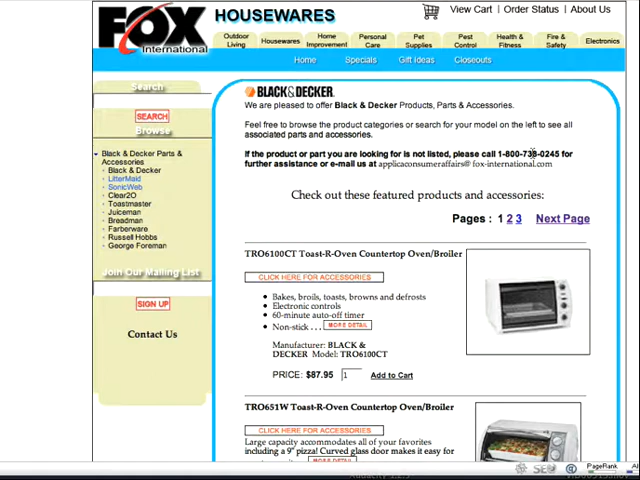 FOX
International
HOUSEWARES
View Cart | Order Status | About Us
Outdoor Living
Housewares
Home Improvement
Personal Care
Pet Supplies
Pest Control
Health & Fitness
Fire & Safety
Electronics
Home
Specials
Gift Ideas
Closeouts
Search
SEARCH
Browse
Black & Decker Parts &
Accessories
Black & Decker
LitterMaid
SonicWeb
Clear2O
Toastmaster
Juiceman
Breadman
Farberware
Russell Hobbs
George Foreman
Join Our Mailing List
SIGN UP
Contact Us
BLACK&DECKER.
We are pleased to offer Black & Decker Products, Parts & Accessories.
Feel free to browse the product categories or search for your model on the left to see all
associated parts and accessories.
If the product or part you are looking for is not listed, please call 1-800-738-0245 for
further assistance or e-mail us at applicaconsumeraffairs@fox-international.com
Check out these featured products and accessories:
Pages : 1 2 3 Next Page
TRO6100CT Toast-R-Oven Countertop Oven/Broiler
CLICK HERE FOR ACCESSORIES
Bakes, broils, toasts, browns and defrosts
Electronic controls
60-minute auto-off timer
Non-stick . . . MORE DETAIL
Manufacturer: BLACK &
DECKER Model: TRO6100CT
PRICE: $87.95 1 Add to Cart
TRO651W Toast-R-Oven Countertop Oven/Broiler
CLICK HERE FOR ACCESSORIES
Large capacity accommodates all of your favorites
including a 9" pizza! Curved glass door makes it easy for
MORE DETAIL
PageRank